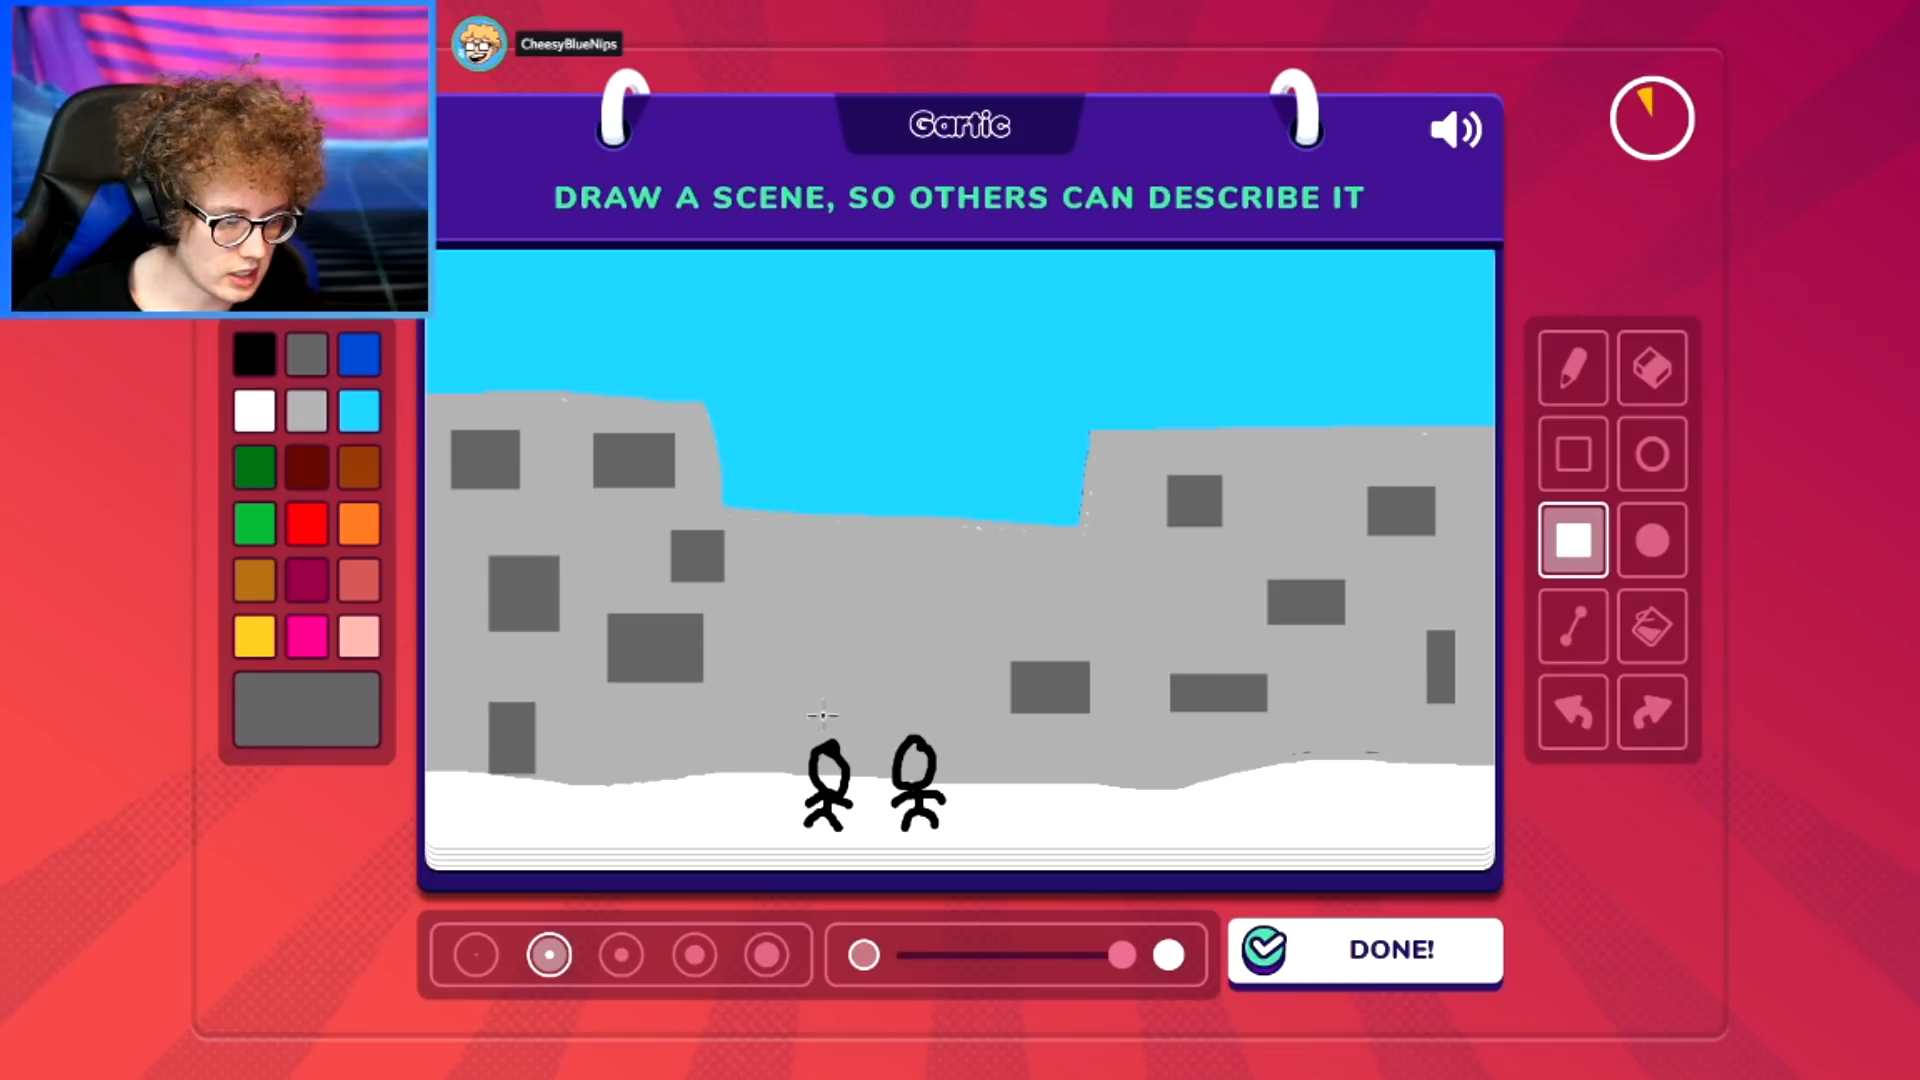 CheesyBlueNips
Gartic
DRAW A SCENE, SO OTHERS CAN DESCRIBE IT
DONE!